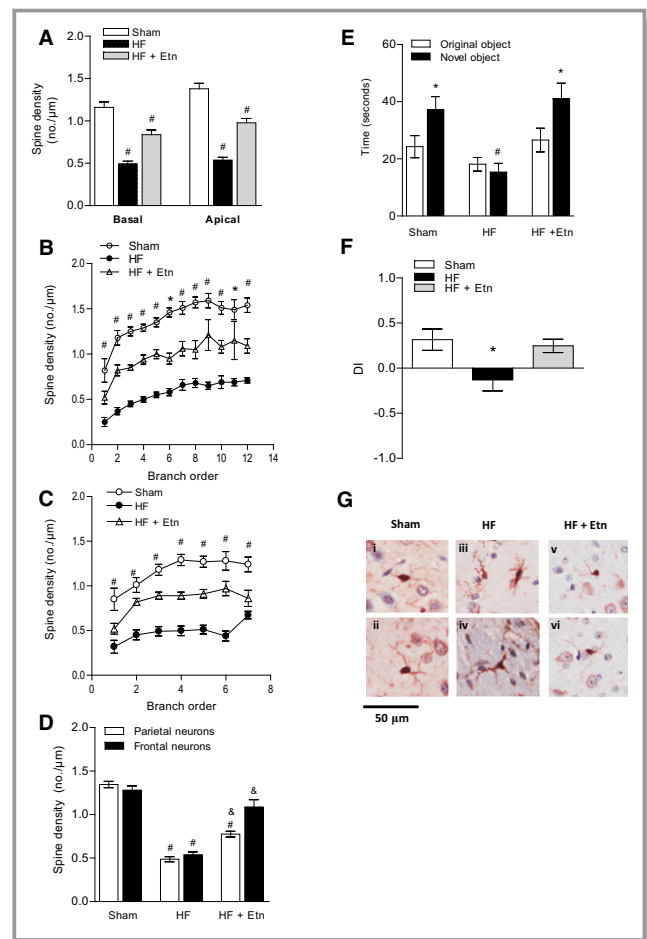 A
Sham
HF
HF + Etn
Spine density
(no./μm)
2.0
1.5
1.0
0.5
0.0
#
#
#
#
Basal
Apical
B
Sham
HF
HF + Etn
Spine density (no./μm)
2.0
1.5
1.0
0.5
0.0
# # # # # * # # # # * #
0 2 4 6 8 10 12 14
Branch order
C
Sham
HF
HF + Etn
Spine density (no./μm)
2.0
1.5
1.0
0.5
0.0
# # # # # # #
0 2 4 6 8
Branch order
D
Parietal neurons
Frontal neurons
Spine density (no./μm)
2.0
1.5
1.0
0.5
0.0
# #
&
#
&
Sham HF HF + Etn
E
Original object
Novel object
Time (seconds)
60
40
20
0
*
#
*
Sham HF HF +Etn
F
Sham
HF
HF + Etn
DI
1.0
0.5
0.0
-0.5
-1.0
*
G
Sham HF HF + Etn
i iii v
ii iv vi
50 μm